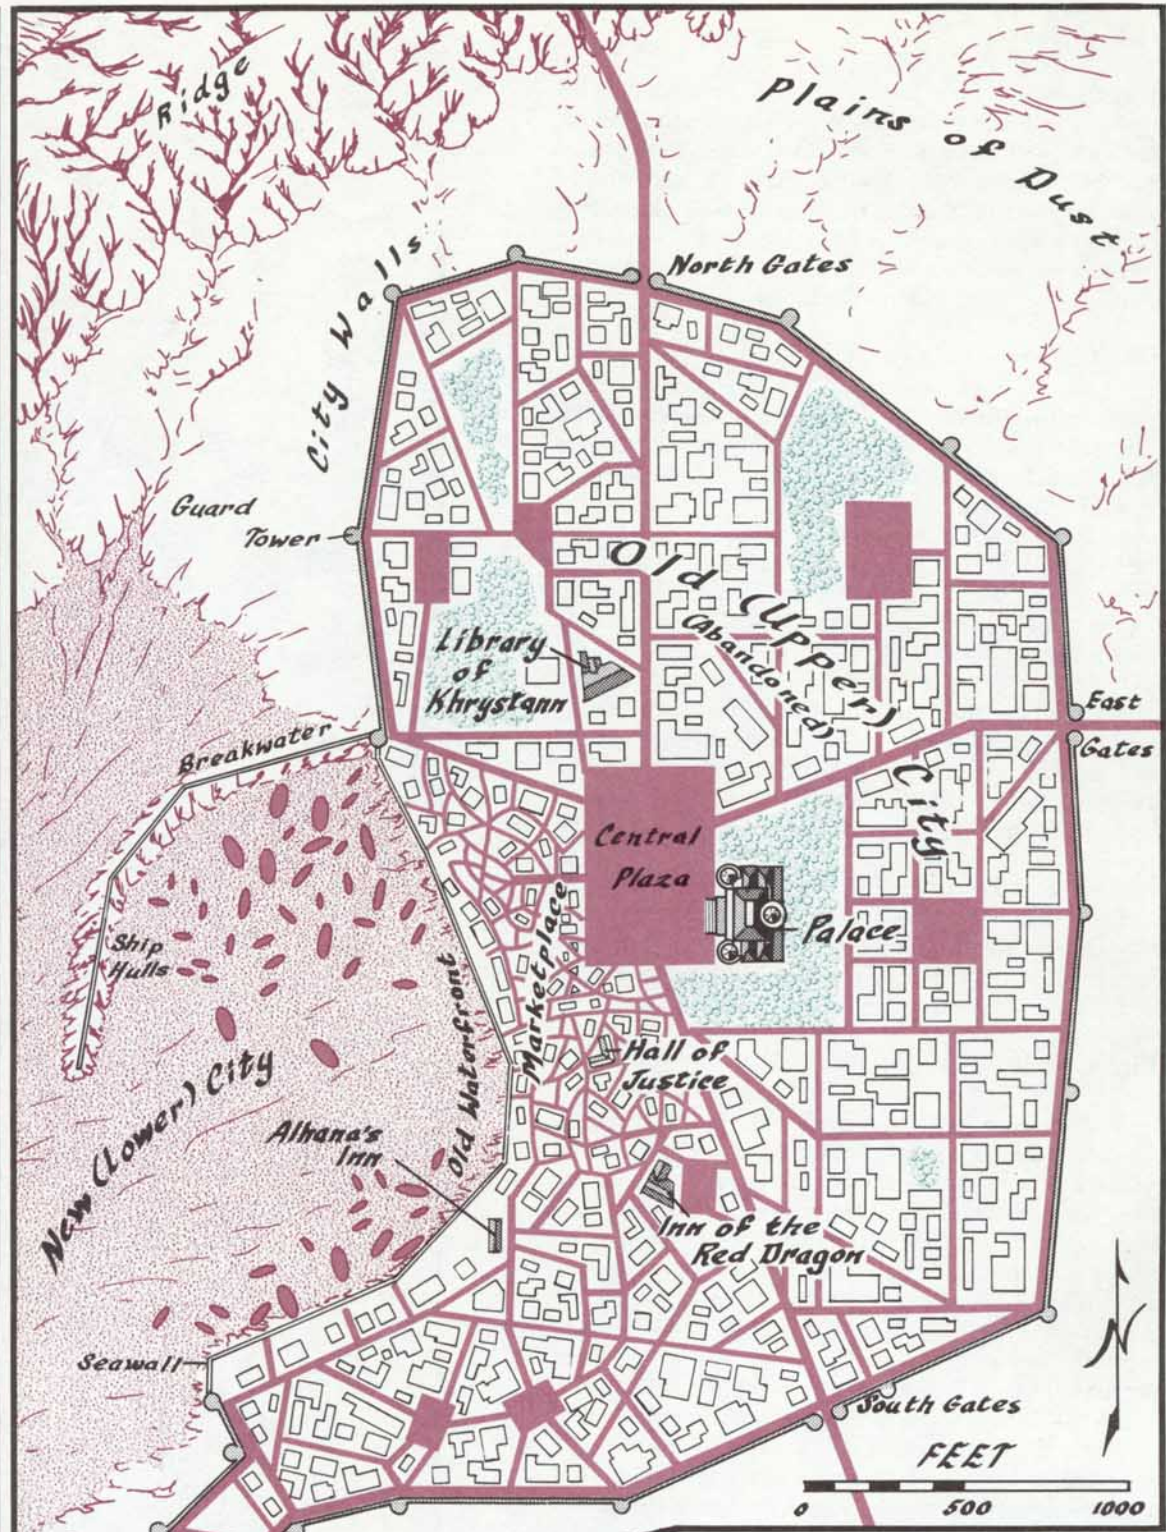 Ridge
Plains of Dust
City Walls
North Gates
Guard
Tower
Old (Upper) City
(Abandoned)
Library
of
Khrystann
East
Gates
Breakwater
Central
Plaza
Palace
Ship
Hulls
Marketplace
Old Waterfront
Hall of
Justice
New (Lower) City
Alhana's
Inn
Inn of the
Red Dragon
Seawall
South Gates
N
FEET
0 500 1000